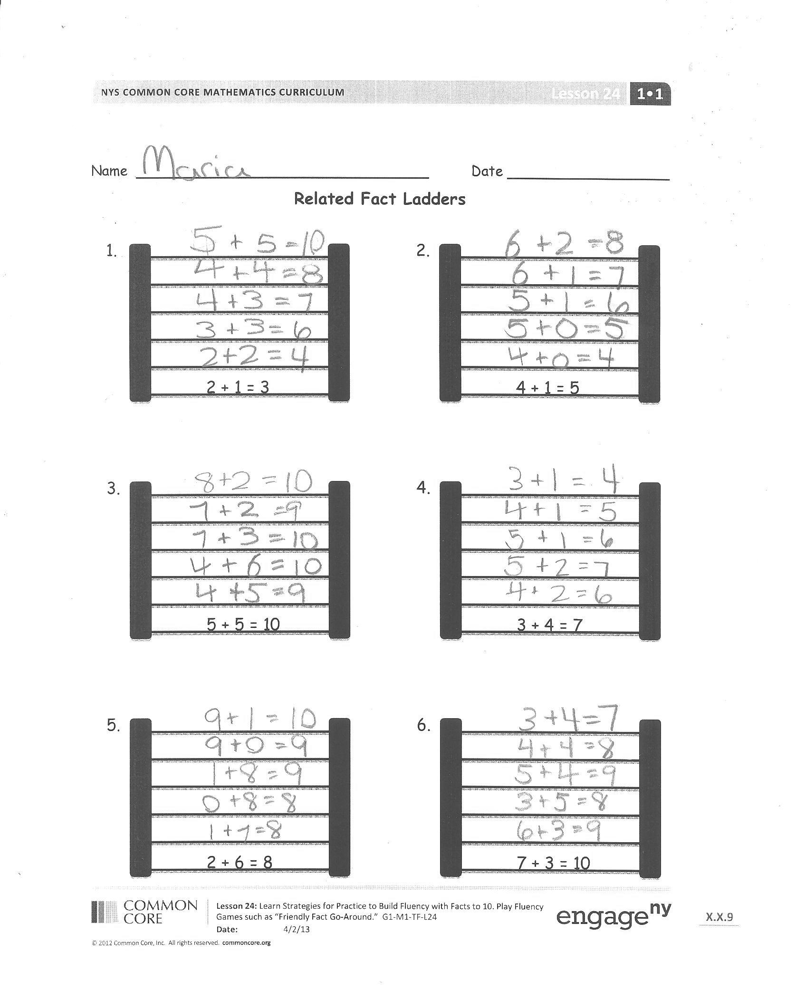 NYS COMMON CORE MATHEMATICS CURRICULUM Lesson 24 1•1
Name Maria Date
Related Fact Ladders
1.
5 + 5 = 10
4 + 4 = 8
4 + 3 = 7
3 + 3 = 6
2 + 2 = 4
2 + 1 = 3
2.
6 + 2 = 8
6 + 1 = 7
5 + 1 = 6
5 + 0 = 5
4 + 0 = 4
4 + 1 = 5
3.
8 + 2 = 10
7 + 2 = 9
7 + 3 = 10
4 + 6 = 10
4 + 5 = 9
5 + 5 = 10
4.
3 + 1 = 4
4 + 1 = 5
5 + 1 = 6
5 + 2 = 7
4 + 2 = 6
3 + 4 = 7
5.
9 + 1 = 10
9 + 0 = 9
1 + 8 = 9
0 + 8 = 8
1 + 7 = 8
2 + 6 = 8
6.
3 + 4 = 7
4 + 4 = 8
5 + 4 = 9
3 + 5 = 8
6 + 3 = 9
7 + 3 = 10
COMMON
CORE
Lesson 24: Learn Strategies for Practice to Build Fluency with Facts to 10. Play Fluency
Games such as “Friendly Fact Go-Around.” G1-M1-TF-L24
Date: 4/2/13
engage ny
X.X.9
© 2012 Common Core, Inc. All rights reserved. commoncore.org